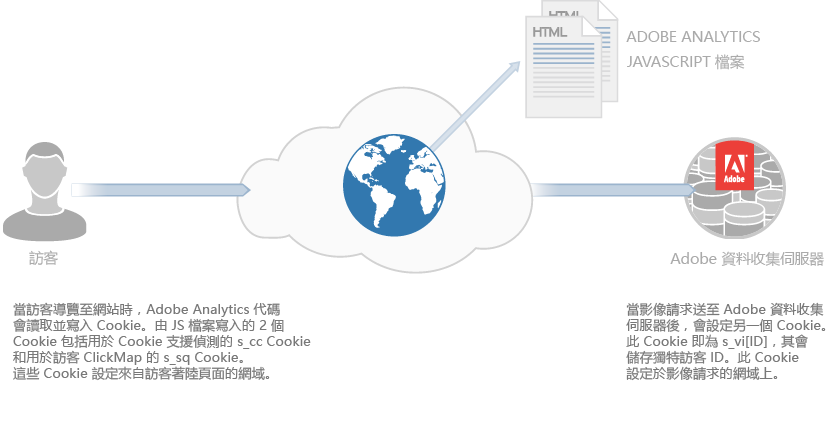 HTML
HTML
ADOBE ANALYTICS
JAVASCRIPT 檔案
Adobe
訪客
Adobe 資料收集伺服器
當訪客導覽至網站時，Adobe Analytics 代碼
會讀取並寫入 Cookie。由 JS 檔案寫入的 2 個
Cookie 包括用於 Cookie 支援偵測的 s_cc Cookie
和用於訪客 ClickMap 的 s_sq Cookie。
這些 Cookie 設定來自訪客著陸頁面的網域。
當影像請求送至 Adobe 資料收集
伺服器後，會設定另一個 Cookie。
此 Cookie 即為 s_vi[ID]，其會
儲存獨特訪客 ID。此 Cookie
設定於影像請求的網域上。